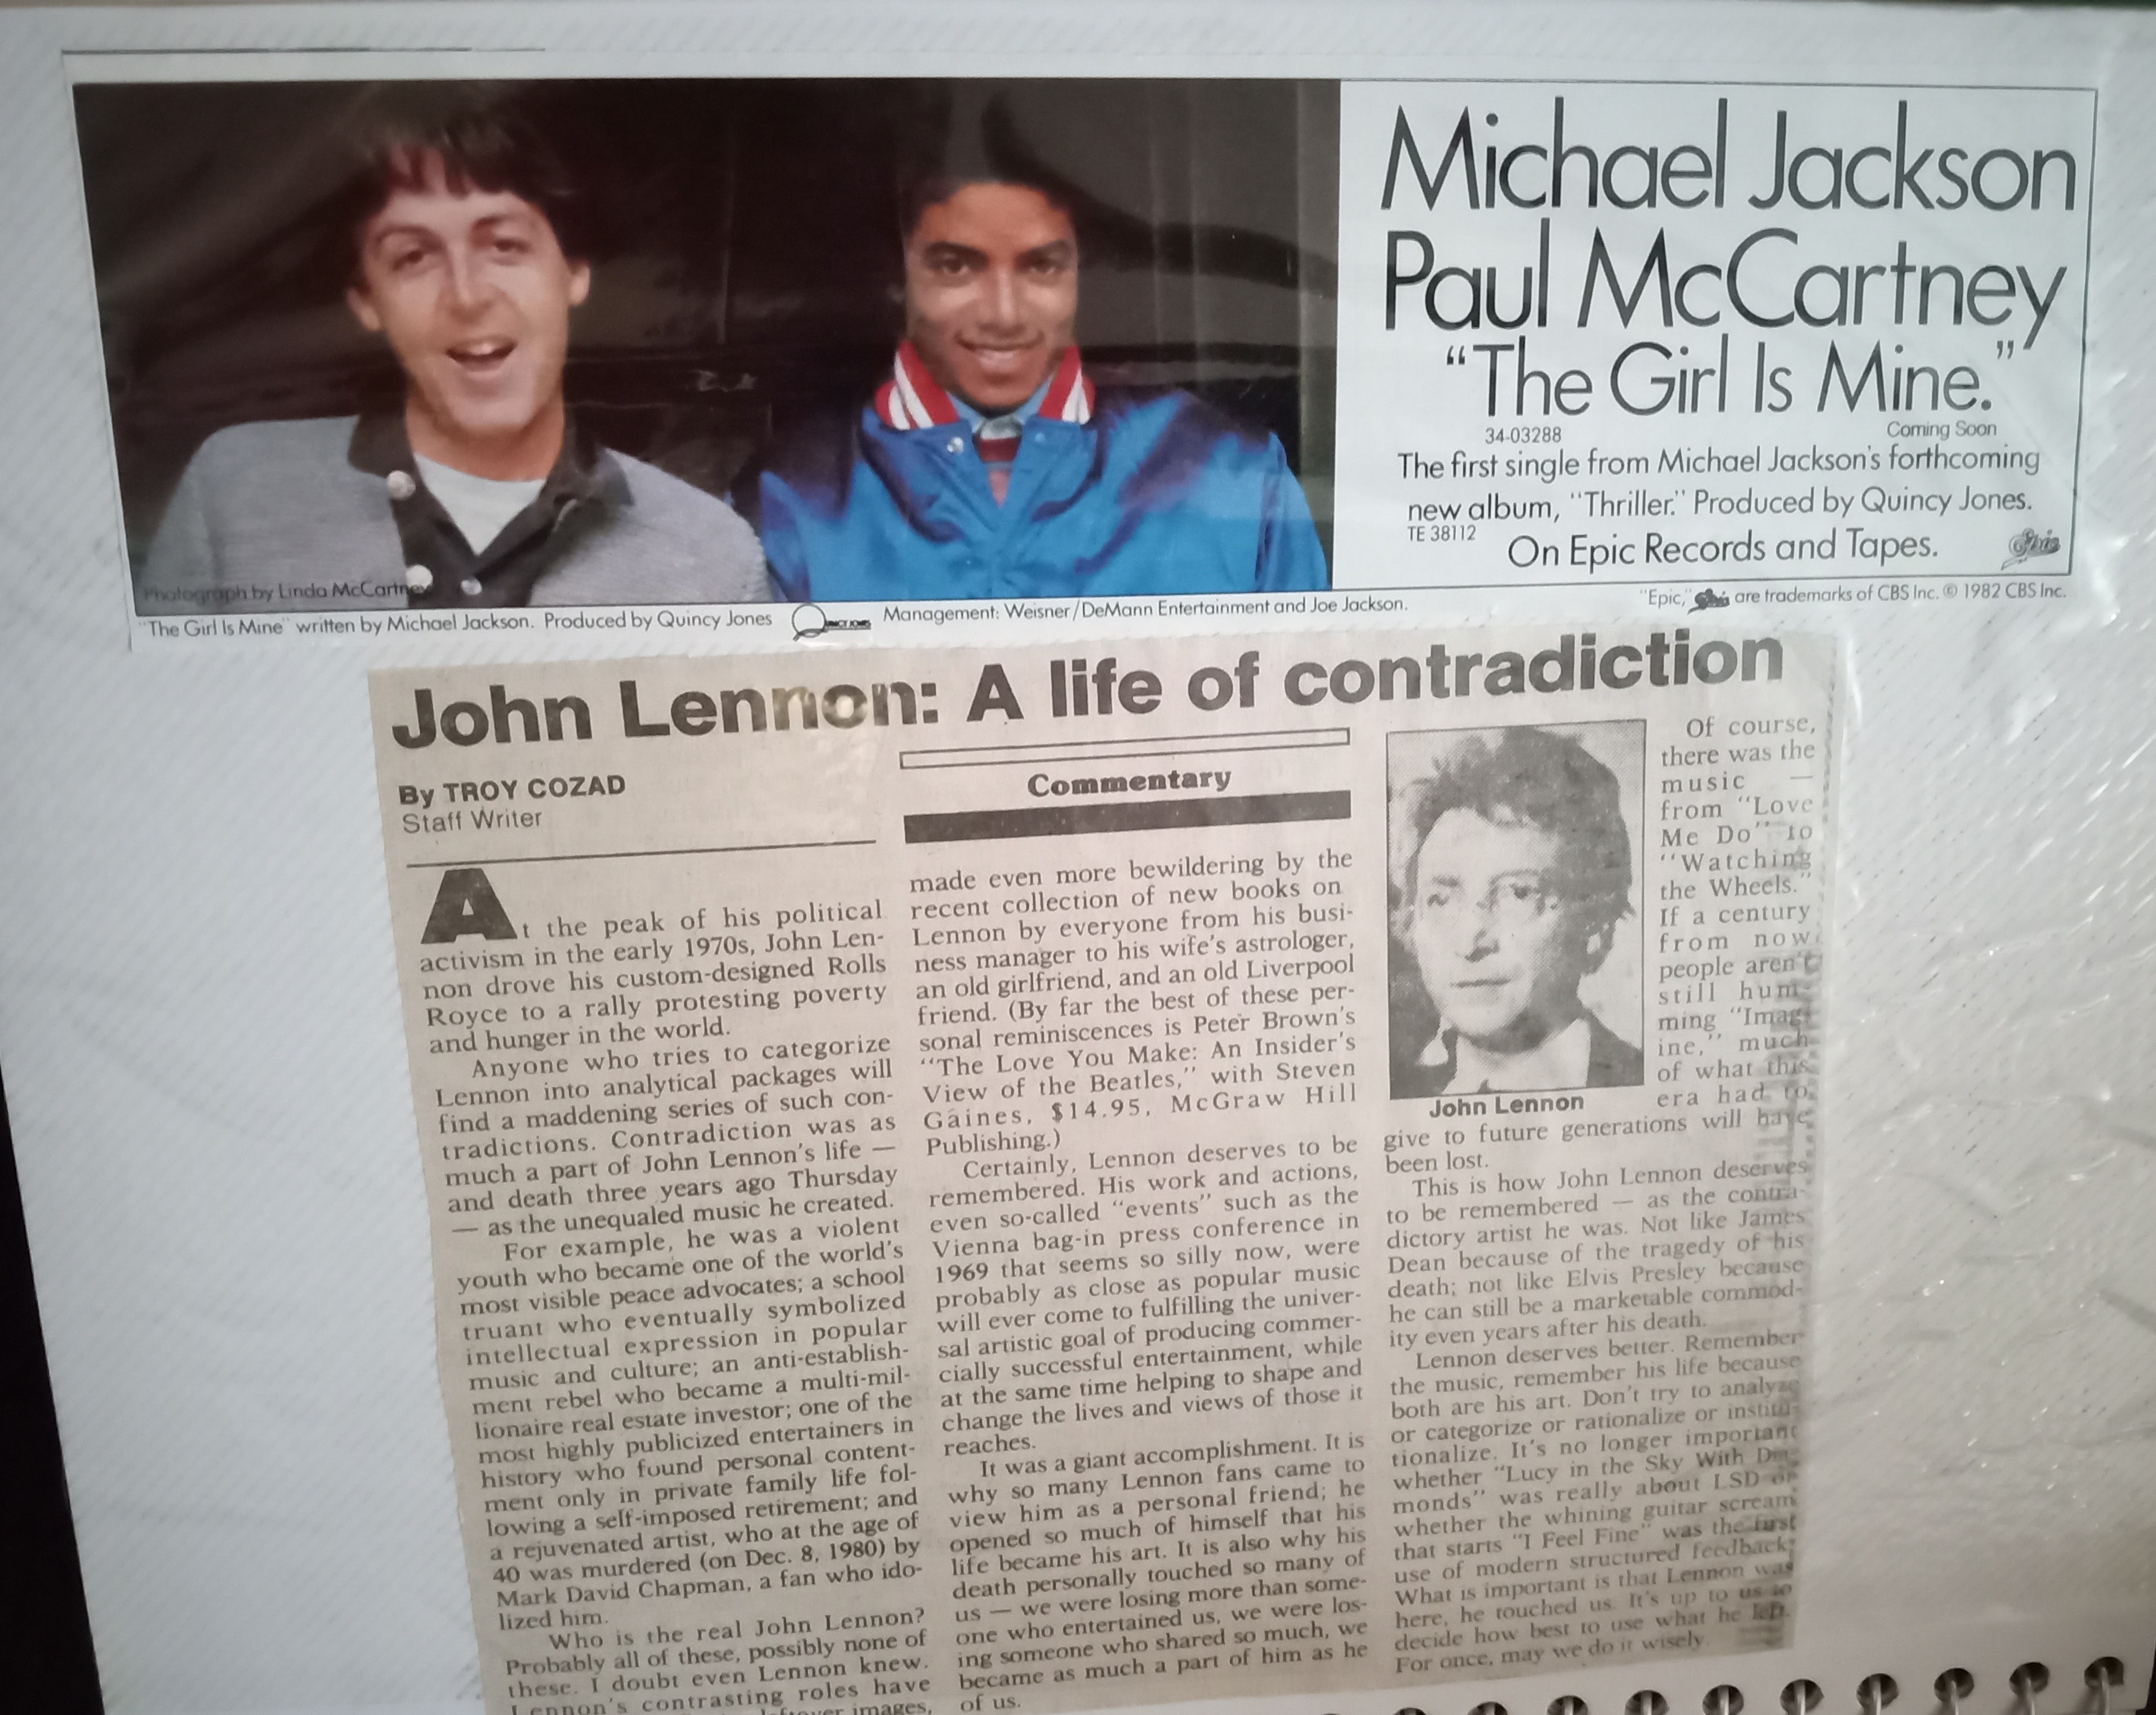 Michael Jackson
Paul McCartney
“The Girl Is Mine.”
34-03288
Coming Soon
The first single from Michael Jackson's forthcoming
new album, “Thriller.” Produced by Quincy Jones.
TE 38112
On Epic Records and Tapes.
Epic
Photograph by Linda McCartney
"The Girl Is Mine" written by Michael Jackson. Produced by Quincy Jones
QUINCY JONES
Management: Weisner/DeMann Entertainment and Joe Jackson.
"Epic," Epic are trademarks of CBS Inc. © 1982 CBS Inc.
John Lennon: A life of contradiction
By TROY COZAD
Staff Writer
Commentary
At the peak of his political
activism in the early 1970s, John Len-
non drove his custom-designed Rolls
Royce to a rally protesting poverty
and hunger in the world.
Anyone who tries to categorize
Lennon into analytical packages will
find a maddening series of such con-
tradictions. Contradiction was as
much a part of John Lennon's life —
and death three years ago Thursday
— as the unequaled music he created.
For example, he was a violent
youth who became one of the world's
most visible peace advocates; a school
truant who eventually symbolized
intellectual expression in popular
music and culture; an anti-establish-
ment rebel who became a multi-mil-
lionaire real estate investor; one of the
most highly publicized entertainers in
history who found personal content-
ment only in private family life fol-
lowing a self-imposed retirement; and
a rejuvenated artist, who at the age of
40 was murdered (on Dec. 8, 1980) by
Mark David Chapman, a fan who ido-
lized him.
Who is the real John Lennon?
Probably all of these, possibly none of
these. I doubt even Lennon knew.
Lennon's contrasting roles have
images,
made even more bewildering by the
recent collection of new books on
Lennon by everyone from his busi-
ness manager to his wife's astrologer,
an old girlfriend, and an old Liverpool
friend. (By far the best of these per-
sonal reminiscences is Peter Brown's
"The Love You Make: An Insider's
View of the Beatles," with Steven
Gaines, $14.95, McGraw Hill
Publishing.)
Certainly, Lennon deserves to be
remembered. His work and actions,
even so-called "events" such as the
Vienna bag-in press conference in
1969 that seems so silly now, were
probably as close as popular music
will ever come to fulfilling the univer-
sal artistic goal of producing commer-
cially successful entertainment, while
at the same time helping to shape and
change the lives and views of those it
reaches.
It was a giant accomplishment. It is
why so many Lennon fans came to
view him as a personal friend; he
opened so much of himself that his
life became his art. It is also why his
death personally touched so many of
us — we were losing more than some-
one who entertained us, we were los-
ing someone who shared so much, we
became as much a part of him as he
of us.
John Lennon
Of course,
there was the
music —
from "Love
Me Do" to
"Watching
the Wheels."
If a century
from now
people aren't
still hum-
ming "Imag-
ine," much
of what this
era had to
give to future generations will have
been lost.
This is how John Lennon deserves
to be remembered — as the contra-
dictory artist he was. Not like James
Dean because of the tragedy of his
death; not like Elvis Presley because
he can still be a marketable commod-
ity even years after his death.
Lennon deserves better. Remember
the music, remember his life because
both are his art. Don't try to analyze
or categorize or rationalize or institu-
tionalize. It's no longer important
whether "Lucy in the Sky With Dia-
monds" was really about LSD or
whether the whining guitar scream
that starts "I Feel Fine" was the first
use of modern structured feedback;
What is important is that Lennon was
here, he touched us. It's up to us to
decide how best to use what he left.
For once, may we do it wisely.